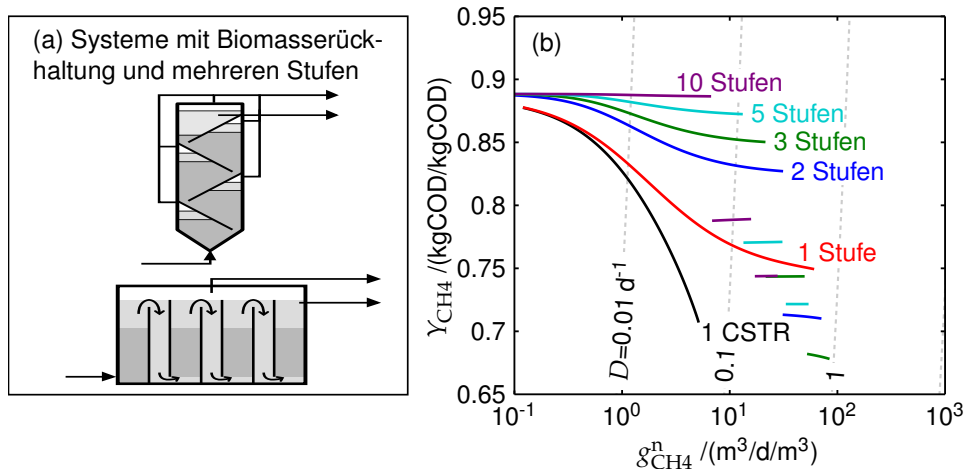 (a) Systeme mit Biomasserück-
haltung und mehreren Stufen
(b)
0.95
0.9
0.85
0.8
0.75
0.7
0.65
Y_CH4 /(kgCOD/kgCOD)
10 Stufen
5 Stufen
3 Stufen
2 Stufen
1 Stufe
1 CSTR
D=0.01 d⁻¹
0.1
1
10⁻¹
10⁰
10¹
10²
10³
gⁿ_CH4 /(m³/d/m³)